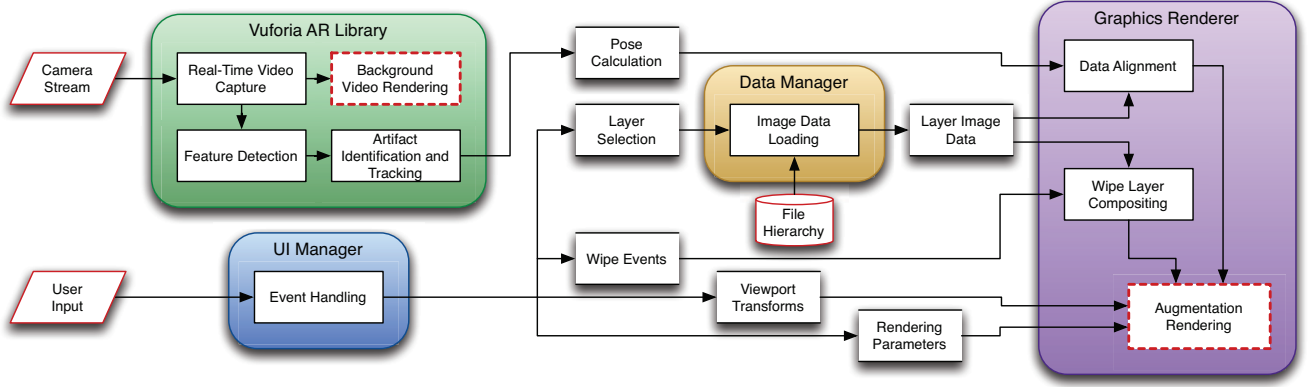 Vuforia AR Library
Camera
Stream
Real-Time Video
Capture
Background
Video Rendering
Feature Detection
Artifact
Identification and
Tracking
UI Manager
User
Input
Event Handling
Pose
Calculation
Layer
Selection
Data Manager
Image Data
Loading
File
Hierarchy
Layer Image
Data
Wipe Events
Viewport
Transforms
Rendering
Parameters
Graphics Renderer
Data Alignment
Wipe Layer
Compositing
Augmentation
Rendering